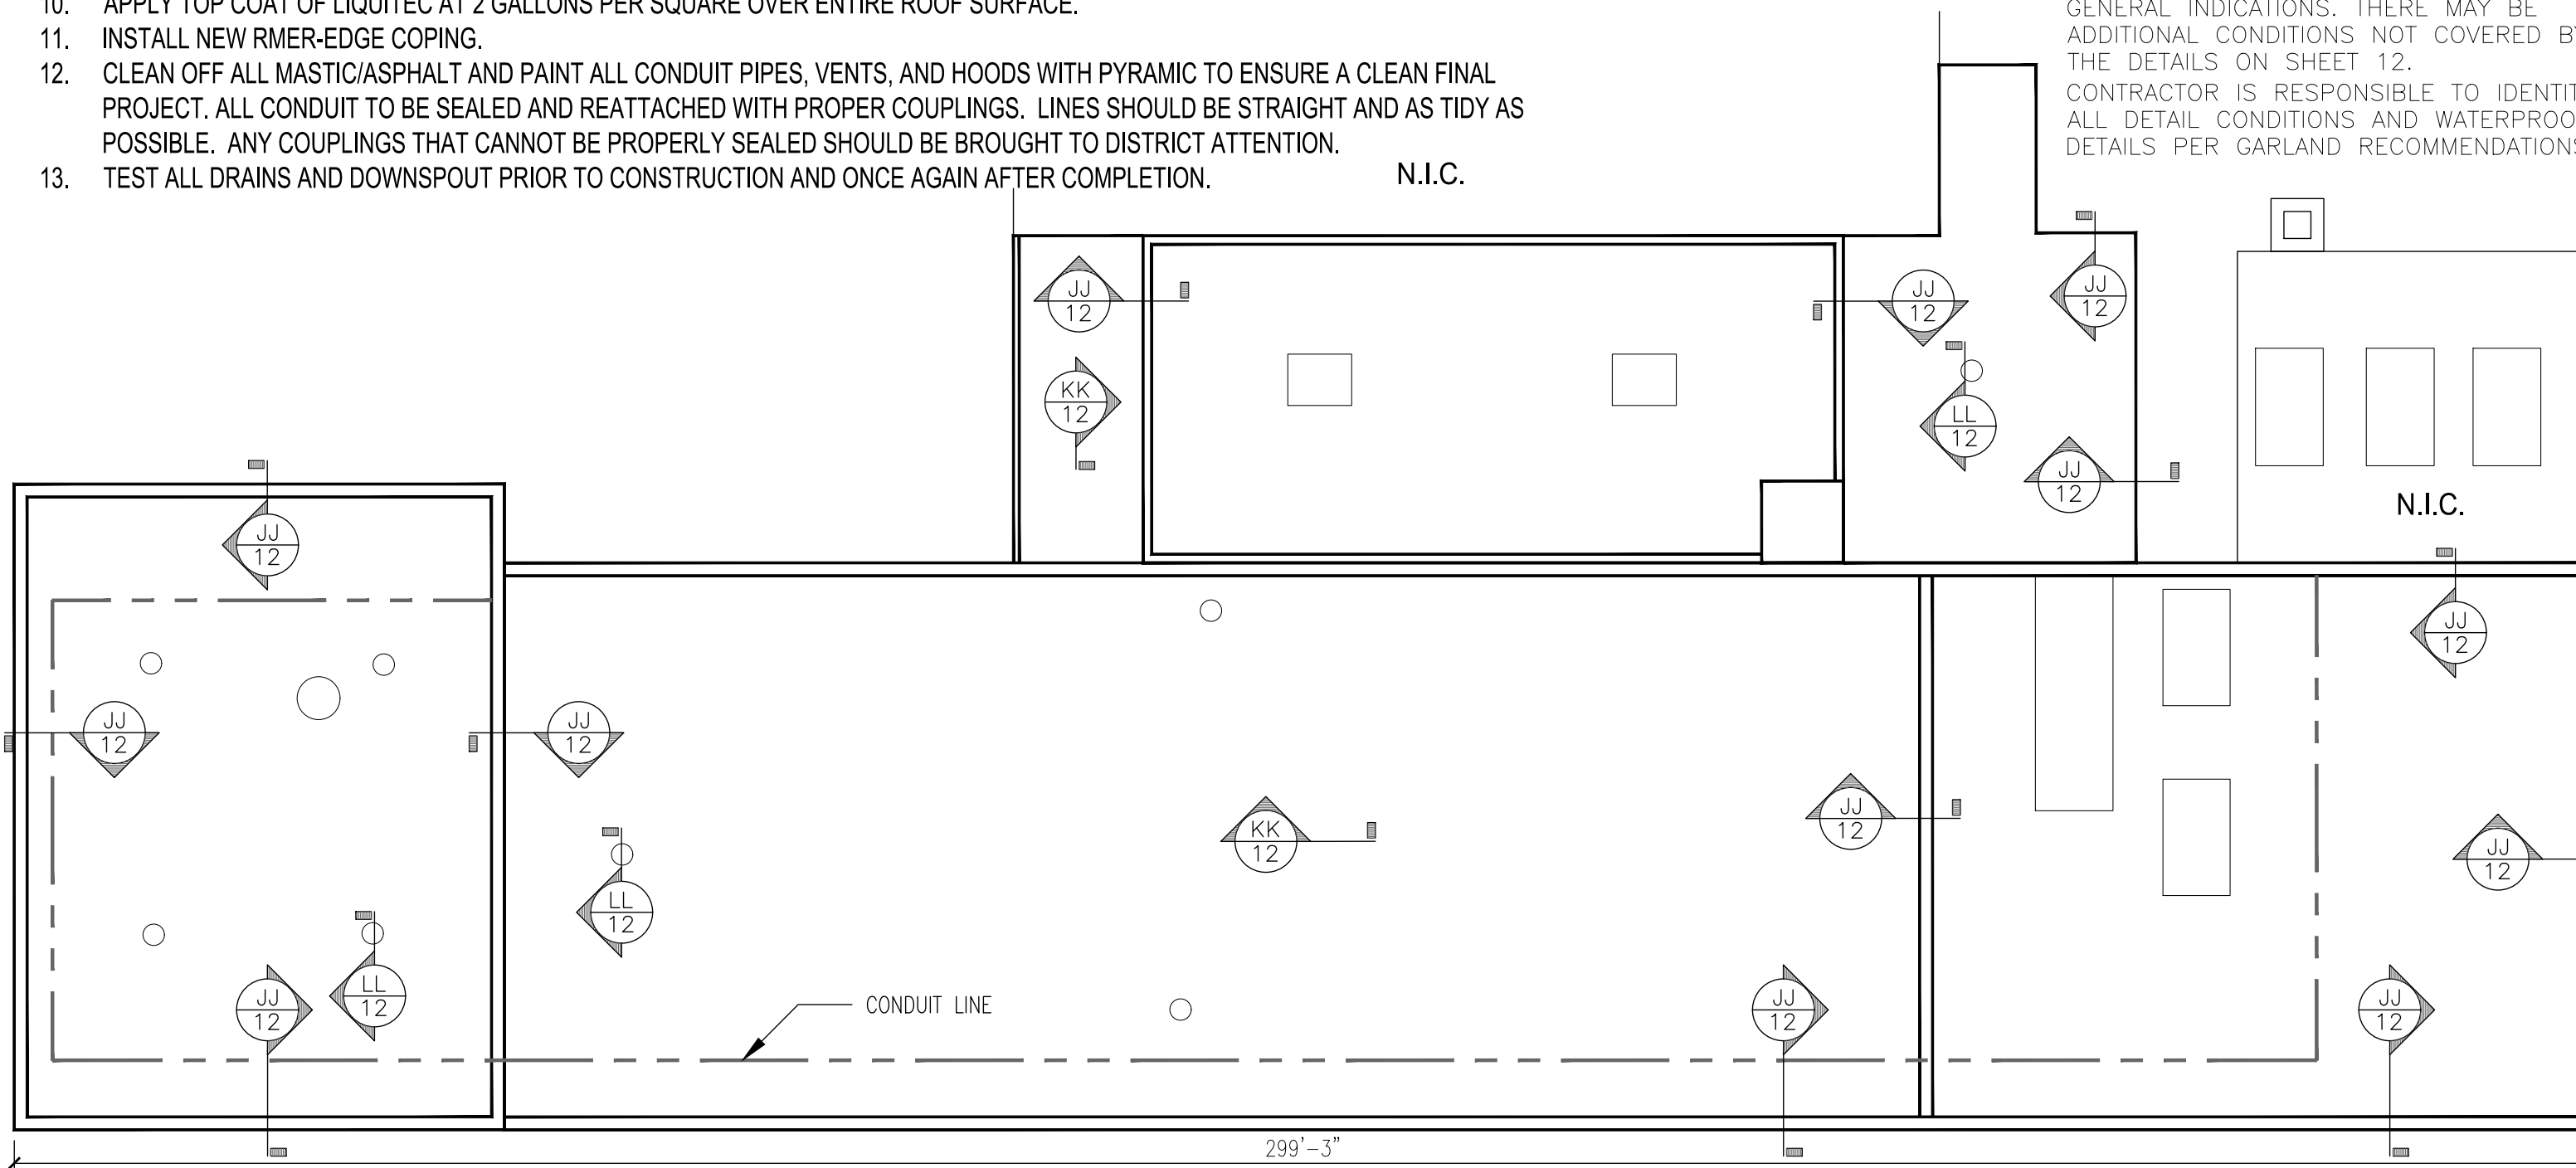 10. APPLY TOP COAT OF LIQUITEC AT 2 GALLONS PER SQUARE OVER ENTIRE ROOF SURFACE.
11. INSTALL NEW RMER-EDGE COPING.
12. CLEAN OFF ALL MASTIC/ASPHALT AND PAINT ALL CONDUIT PIPES, VENTS, AND HOODS WITH PYRAMIC TO ENSURE A CLEAN FINAL
PROJECT. ALL CONDUIT TO BE SEALED AND REATTACHED WITH PROPER COUPLINGS. LINES SHOULD BE STRAIGHT AND AS TIDY AS
POSSIBLE. ANY COUPLINGS THAT CANNOT BE PROPERLY SEALED SHOULD BE BROUGHT TO DISTRICT ATTENTION.
13. TEST ALL DRAINS AND DOWNSPOUT PRIOR TO CONSTRUCTION AND ONCE AGAIN AFTER COMPLETION.
GENERAL INDICATIONS. THERE MAY BE
ADDITIONAL CONDITIONS NOT COVERED BY
THE DETAILS ON SHEET 12.
CONTRACTOR IS RESPONSIBLE TO IDENTIT
ALL DETAIL CONDITIONS AND WATERPROO
DETAILS PER GARLAND RECOMMENDATIONS
N.I.C.
JJ
12
JJ
12
JJ
12
KK
12
LL
12
JJ
12
N.I.C.
JJ
12
JJ
12
JJ
12
JJ
12
JJ
12
KK
12
JJ
12
LL
12
LL
12
JJ
12
JJ
12
JJ
12
CONDUIT LINE
299'-3"